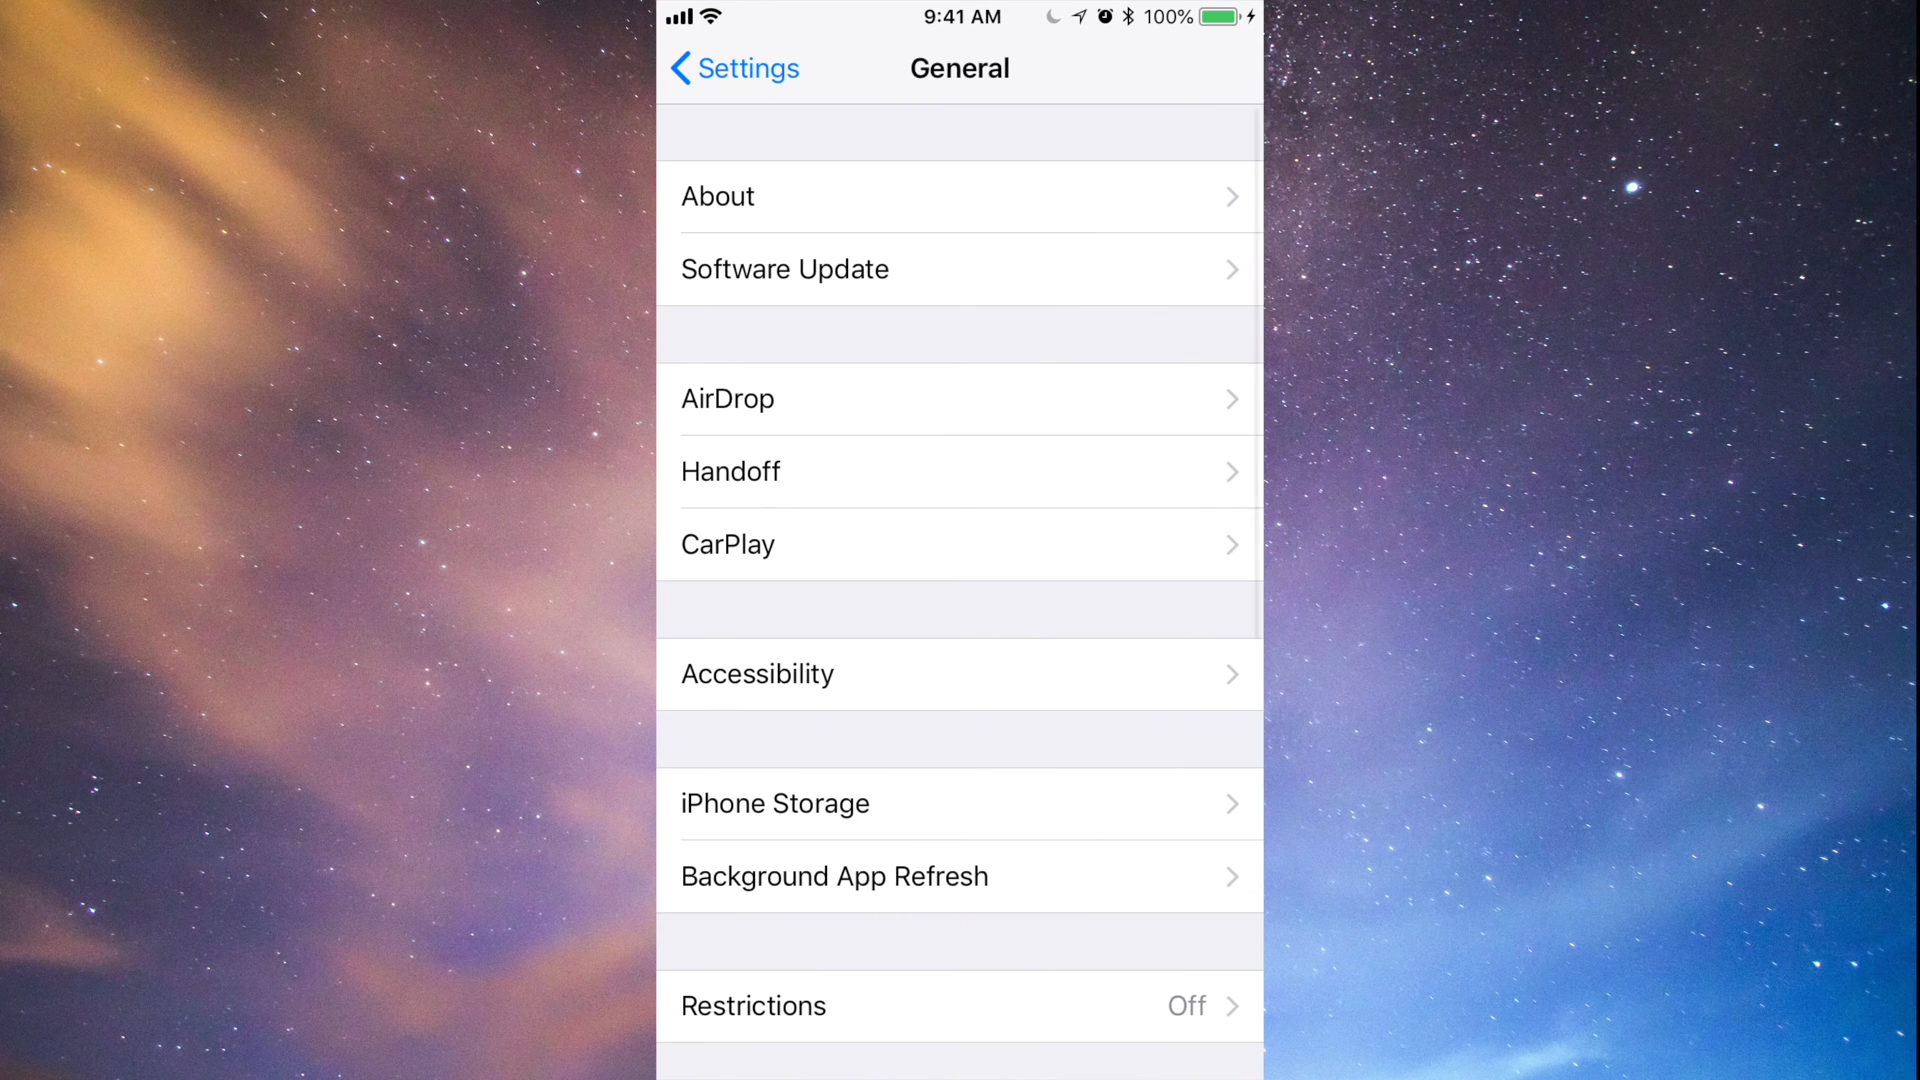 9:41 AM 100%
Settings General
About
Software Update
AirDrop
Handoff
CarPlay
Accessibility
iPhone Storage
Background App Refresh
Restrictions Off